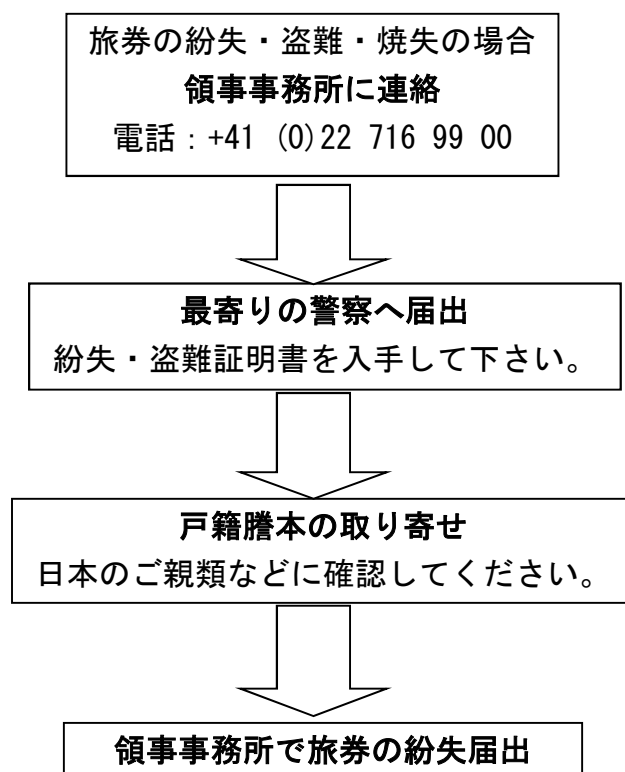 旅券の紛失・盗難・焼失の場合
領事事務所に連絡
電話：+41 (0)22 716 99 00
最寄りの警察へ届出
紛失・盗難証明書を入手して下さい。
戸籍謄本の取り寄せ
日本のご親類などに確認してください。
領事事務所で旅券の紛失届出